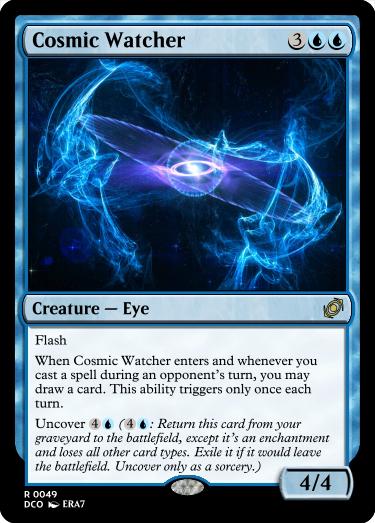 Cosmic Watcher 3
Creature — Eye
Flash
When Cosmic Watcher enters and whenever you
cast a spell during an opponent's turn, you may
draw a card. This ability triggers only once each
turn.
Uncover 4 (4 : Return this card from your
graveyard to the battlefield, except it's an enchantment
and loses all other card types. Exile it if it would leave
the battlefield. Uncover only as a sorcery.)
4/4
R 0049
DCO ERA7